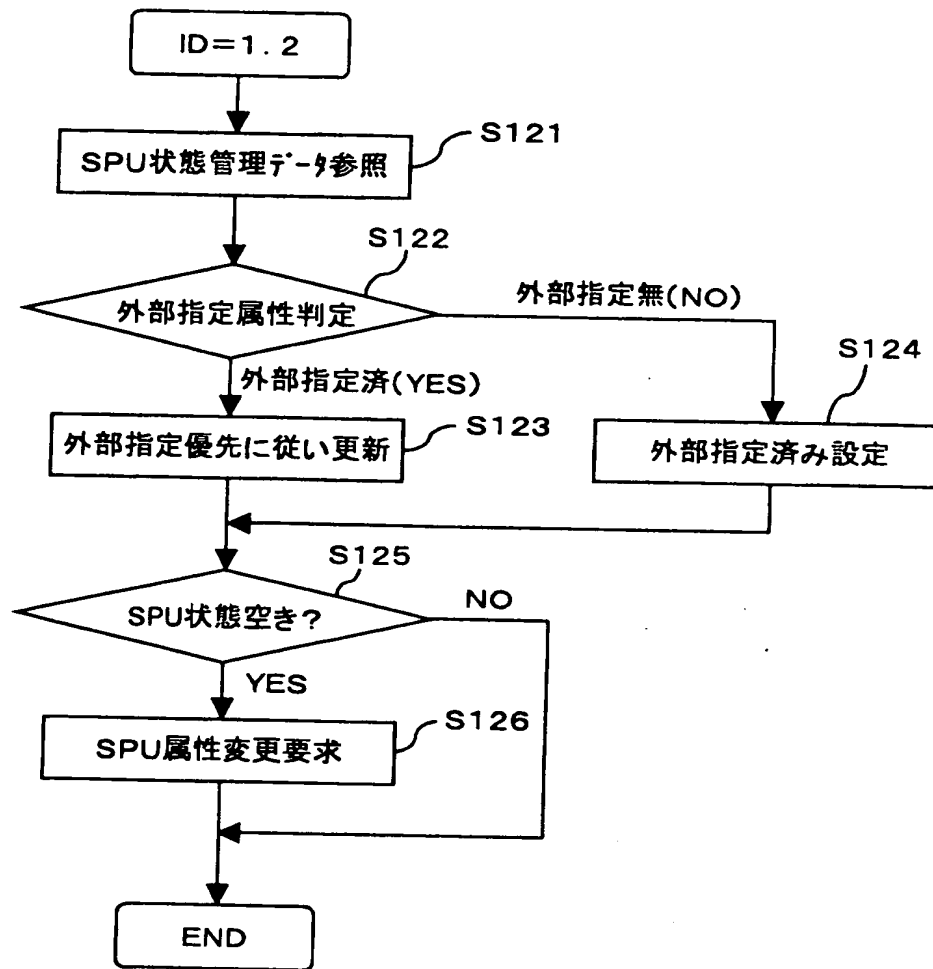 ID=1.2
S121
SPU状態管理データ参照
S122
外部指定属性判定
外部指定無(NO)
S124
外部指定済(YES)
S123
外部指定優先に従い更新
外部指定済み設定
S125
SPU状態空き?
NO
YES
S126
SPU属性変更要求
END